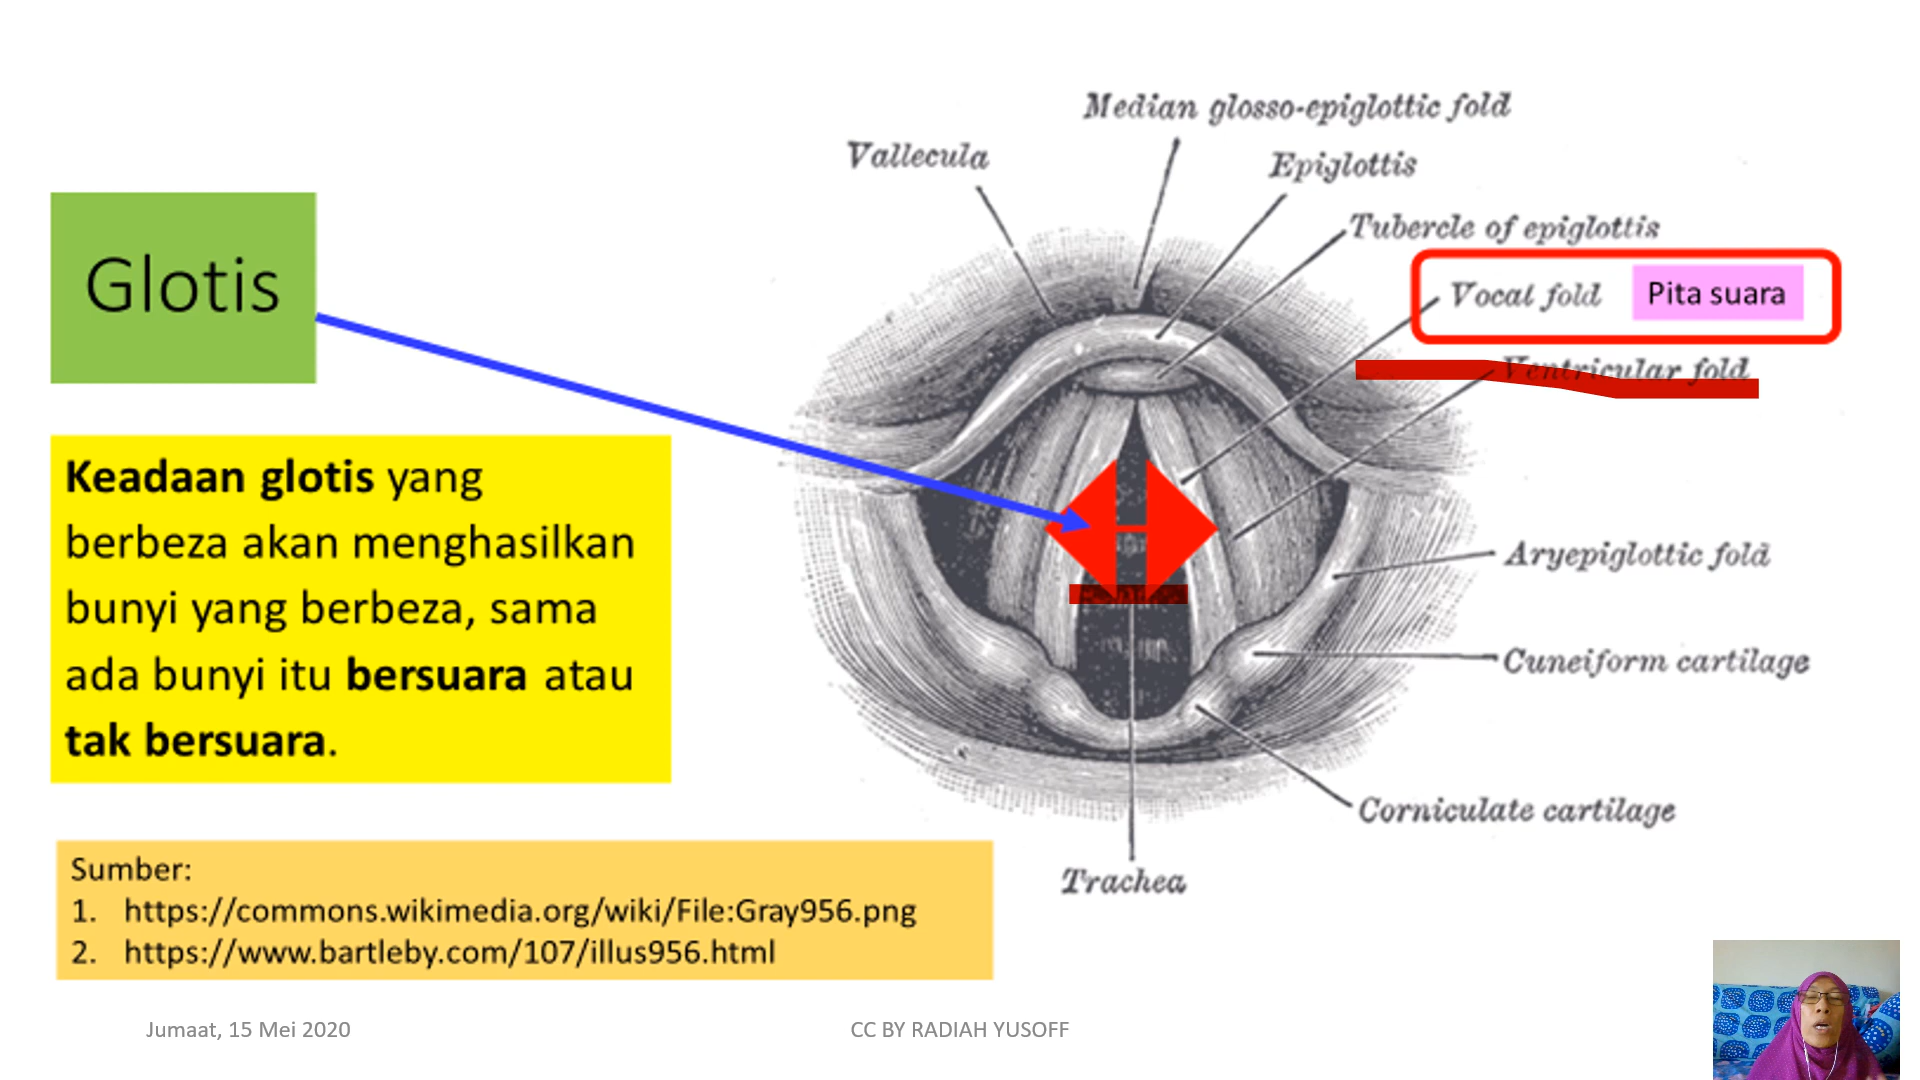 Median glosso-epiglottic fold
Vallecula
Epiglottis
Tubercle of epiglottis
Glotis
Vocal fold Pita suara
Ventricular fold
Keadaan glotis yang
berbeza akan menghasilkan
bunyi yang berbeza, sama
ada bunyi itu bersuara atau
tak bersuara.
Aryepiglottic fold
Cuneiform cartilage
Corniculate cartilage
Trachea
Sumber:
1. https://commons.wikimedia.org/wiki/File:Gray956.png
2. https://www.bartleby.com/107/illus956.html
Jumaat, 15 Mei 2020
CC BY RADIAH YUSOFF